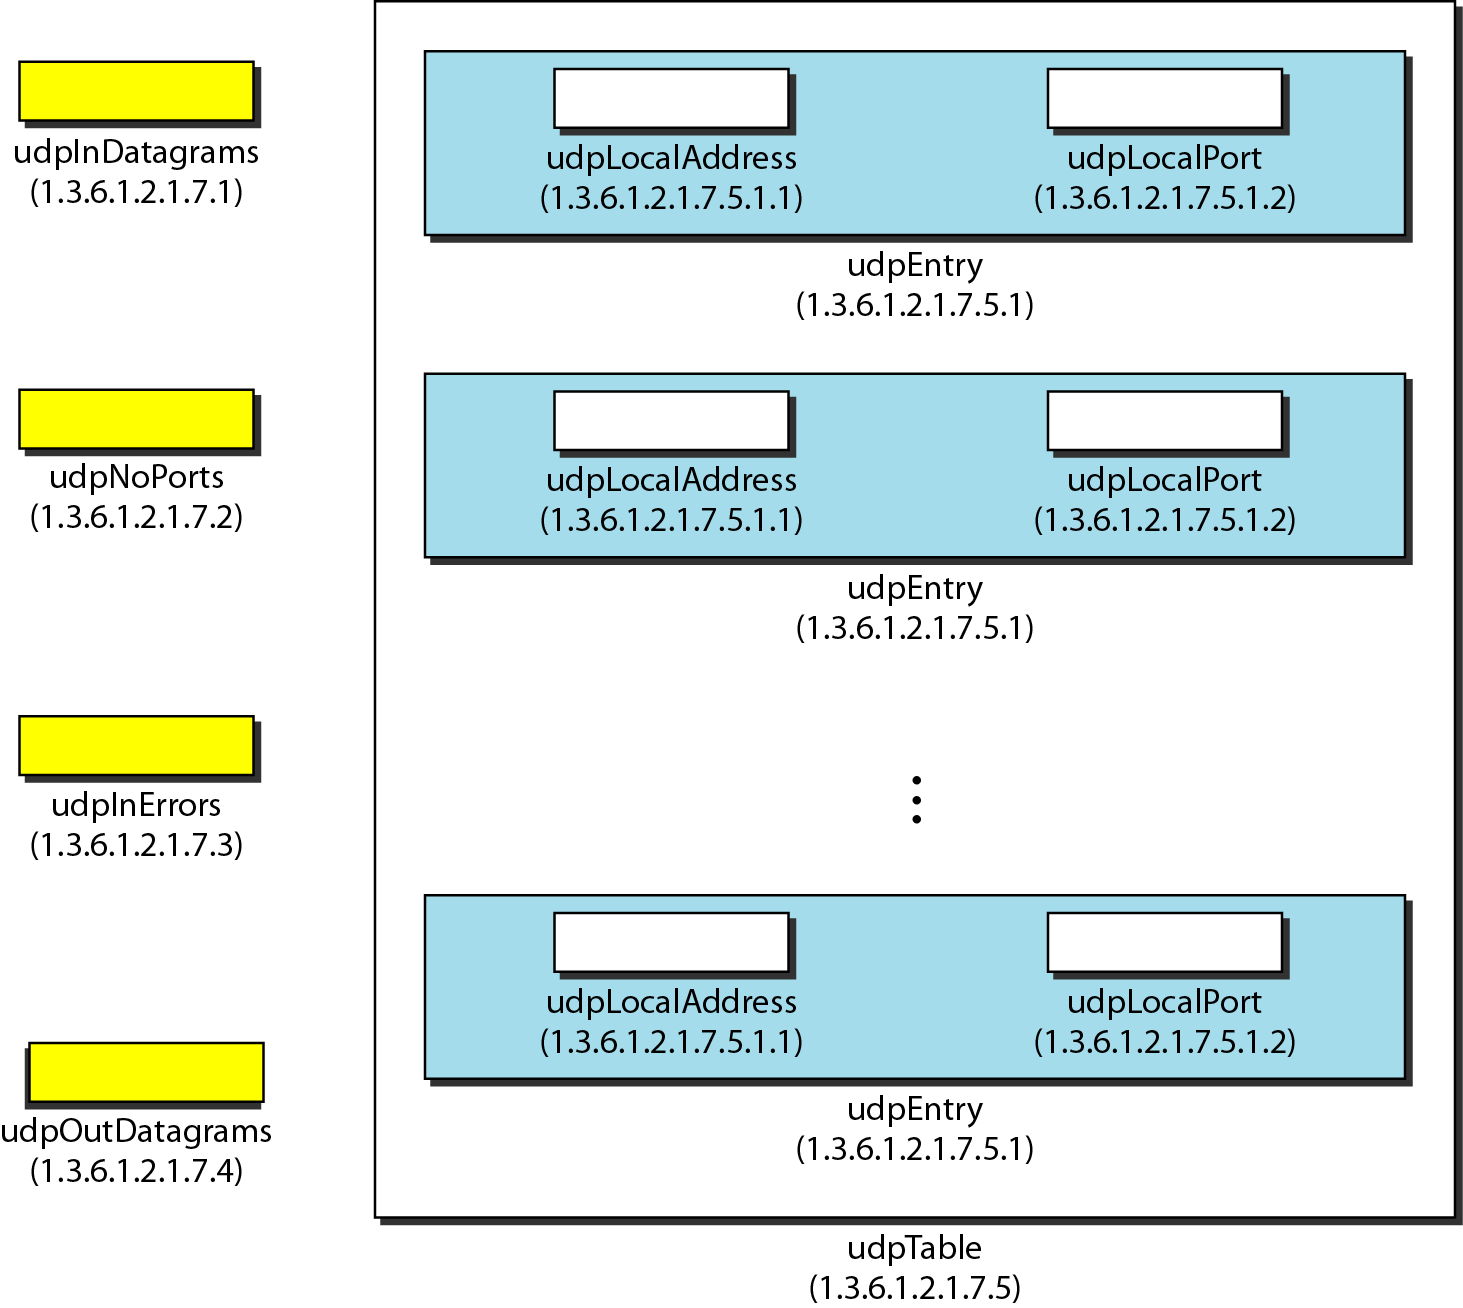 udpInDatagrams
(1.3.6.1.2.1.7.1)
udpNoPorts
(1.3.6.1.2.1.7.2)
udpInErrors
(1.3.6.1.2.1.7.3)
udpOutDatagrams
(1.3.6.1.2.1.7.4)
udpLocalAddress
(1.3.6.1.2.1.7.5.1.1)
udpLocalPort
(1.3.6.1.2.1.7.5.1.2)
udpEntry
(1.3.6.1.2.1.7.5.1)
udpLocalAddress
(1.3.6.1.2.1.7.5.1.1)
udpLocalPort
(1.3.6.1.2.1.7.5.1.2)
udpEntry
(1.3.6.1.2.1.7.5.1)
udpLocalAddress
(1.3.6.1.2.1.7.5.1.1)
udpLocalPort
(1.3.6.1.2.1.7.5.1.2)
udpEntry
(1.3.6.1.2.1.7.5.1)
udpTable
(1.3.6.1.2.1.7.5)